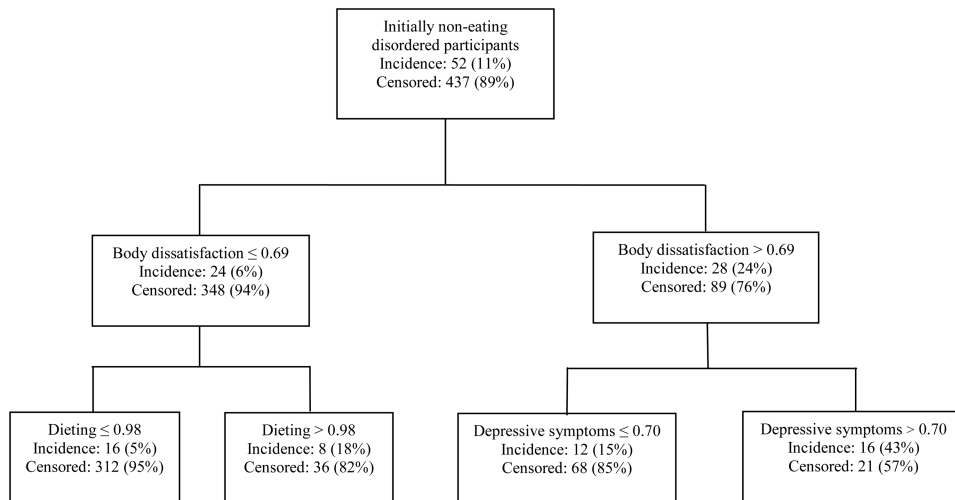 Initially non-eating
disordered participants
Incidence: 52 (11%)
Censored: 437 (89%)
Body dissatisfaction ≤ 0.69
Incidence: 24 (6%)
Censored: 348 (94%)
Body dissatisfaction > 0.69
Incidence: 28 (24%)
Censored: 89 (76%)
Dieting ≤ 0.98
Incidence: 16 (5%)
Censored: 312 (95%)
Dieting > 0.98
Incidence: 8 (18%)
Censored: 36 (82%)
Depressive symptoms ≤ 0.70
Incidence: 12 (15%)
Censored: 68 (85%)
Depressive symptoms > 0.70
Incidence: 16 (43%)
Censored: 21 (57%)